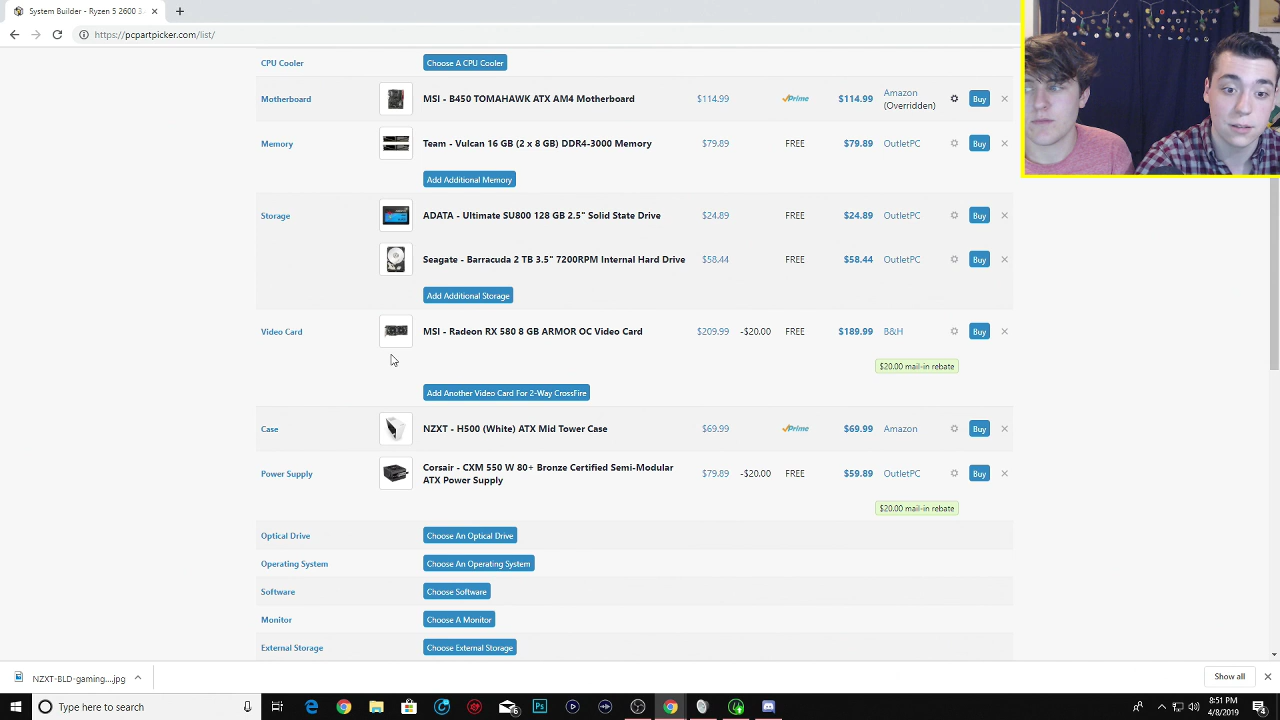 System Builder - Ryzen 5 2600 3
https://pcpartpicker.com/list/
CPU Cooler Choose A CPU Cooler
Motherboard MSI - B450 TOMAHAWK ATX AM4 Motherboard $114.99 Prime $114.99 Amazon (Overridden) Buy
Memory Team - Vulcan 16 GB (2 x 8 GB) DDR4-3000 Memory $79.89 FREE $79.89 OutletPC Buy
Add Additional Memory
Storage ADATA - Ultimate SU800 128 GB 2.5" Solid State Drive $24.89 FREE $24.89 OutletPC Buy
Seagate - Barracuda 2 TB 3.5" 7200RPM Internal Hard Drive $58.44 FREE $58.44 OutletPC Buy
Add Additional Storage
Video Card MSI - Radeon RX 580 8 GB ARMOR OC Video Card $209.99 -$20.00 FREE $189.99 B&H Buy
$20.00 mail-in rebate
Add Another Video Card For 2-Way CrossFire
Case NZXT - H500 (White) ATX Mid Tower Case $69.99 Prime $69.99 Amazon Buy
Power Supply Corsair - CXM 550 W 80+ Bronze Certified Semi-Modular ATX Power Supply $79.89 -$20.00 FREE $59.89 OutletPC Buy
$20.00 mail-in rebate
Optical Drive Choose An Optical Drive
Operating System Choose An Operating System
Software Choose Software
Monitor Choose A Monitor
External Storage Choose External Storage
NZXT-BLD-gaming....jpg Show all
Type here to search 8:51 PM
4/8/2019